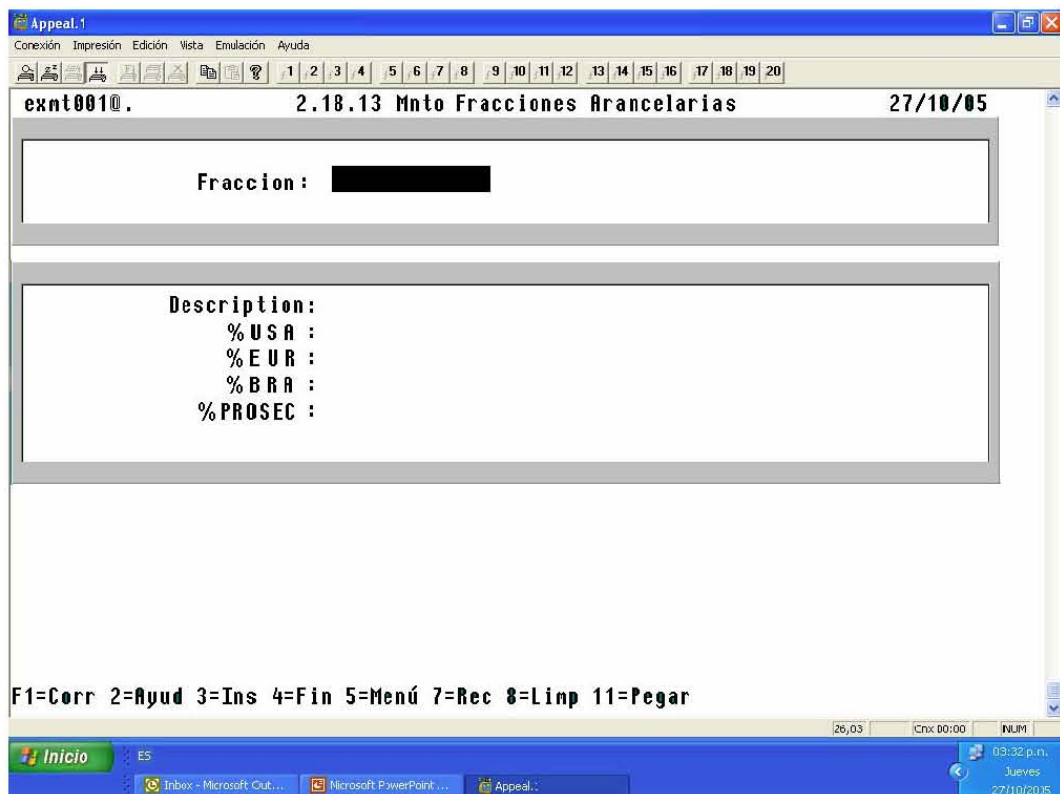 Appeal.1
Conexión Impresión Edición Vista Emulación Ayuda
1 2 3 4 5 6 7 8 9 10 11 12 13 14 15 16 17 18 19 20
exmt001@. 2.18.13 Mnto Fracciones Arancelarias 27/10/05
Fraccion:
Description:
%USA :
%EUR :
%BRA :
%PROSEC :
F1=Corr 2=Ayud 3=Ins 4=Fin 5=Menú 7=Rec 8=Limp 11=Pegar
26,03 Cnx 00:00 NUM
Inicio ES 03:32 p.m.
Jueves
Inbox - Microsoft Out... Microsoft PowerPoint ... Appeal.1
27/10/2005